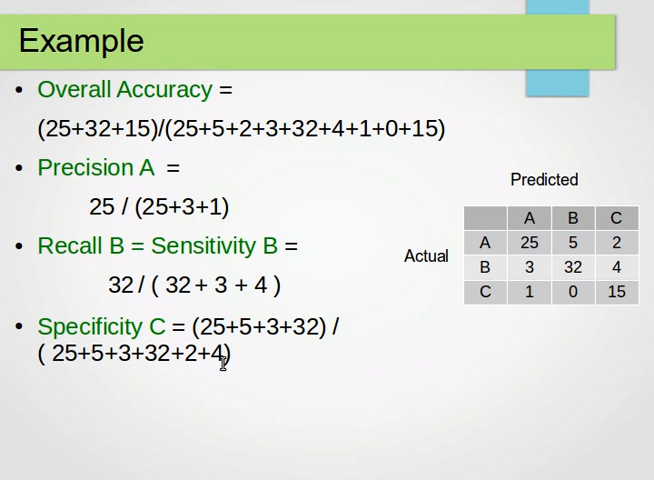 Example
• Overall Accuracy =
(25+32+15)/(25+5+2+3+32+4+1+0+15)
• Precision A =
25 / (25+3+1)
• Recall B = Sensitivity B =
32 / ( 32 + 3 + 4 )
• Specificity C = (25+5+3+32) /
( 25+5+3+32+2+4)
Predicted
Actual
A B C
A 25 5 2
B 3 32 4
C 1 0 15